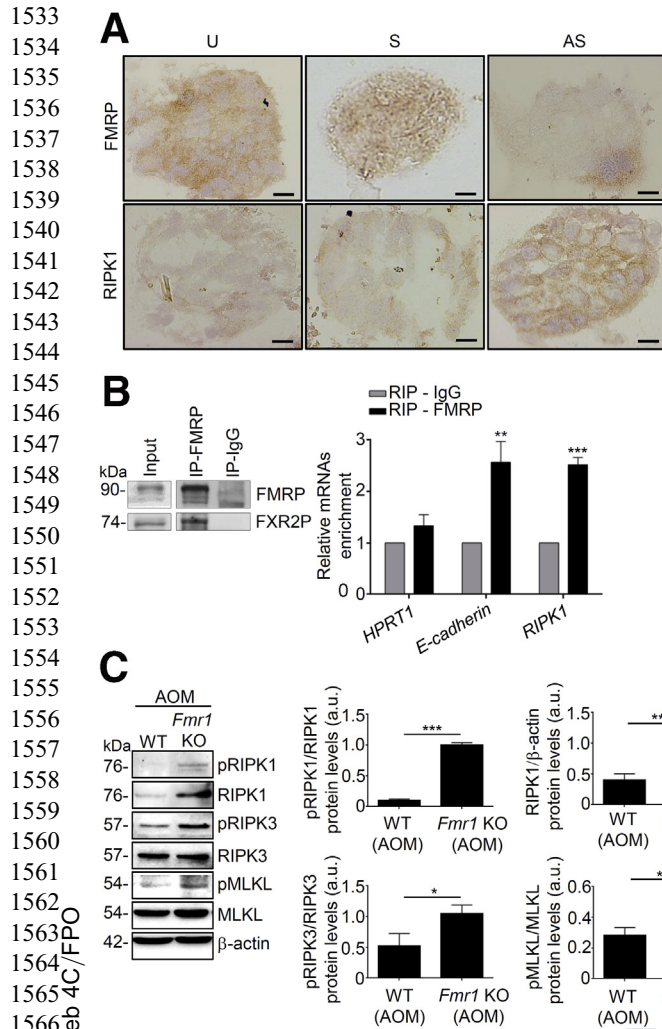 1533
1534
1535
1536
1537
1538
1539
1540
1541
1542
1543
1544
1545
1546
1547
1548
1549
1550
1551
1552
1553
1554
1555
1556
1557
1558
1559
1560
1561
1562
1563
1564
1565
1566
eb 4C/FPO
A
U S AS
FMRP
RIPK1
B
kDa Input IP-FMRP IP-IgG
90- FMRP
74- FXR2P
RIP - IgG
RIP - FMRP
Relative mRNAs
enrichment
3
2
1
0 0
** ***
HPRT1 E-cadherin RIPK1
C
AOM
Fmr1
kDa WT KO
76- pRIPK1
76- RIPK1
57- pRIPK3
57- RIPK3
54- pMLKL
54- MLKL
42- β-actin
pRIPK1/RIPK1
protein levels (a.u.)
1.5
1.0
0.5
0
***
WT Fmr1 KO
(AOM) (AOM)
RIPK1/β-actin
protein levels (a.u.)
1.5
1.0
0.5
0
**
WT
(AOM)
pRIPK3/RIPK3
protein levels (a.u.)
1.5
1.0
0.5
0
*
WT Fmr1 KO
(AOM) (AOM)
pMLKL/MLKL
protein levels (a.u.)
0.6
0.4
0.2
0
*
WT
(AOM)